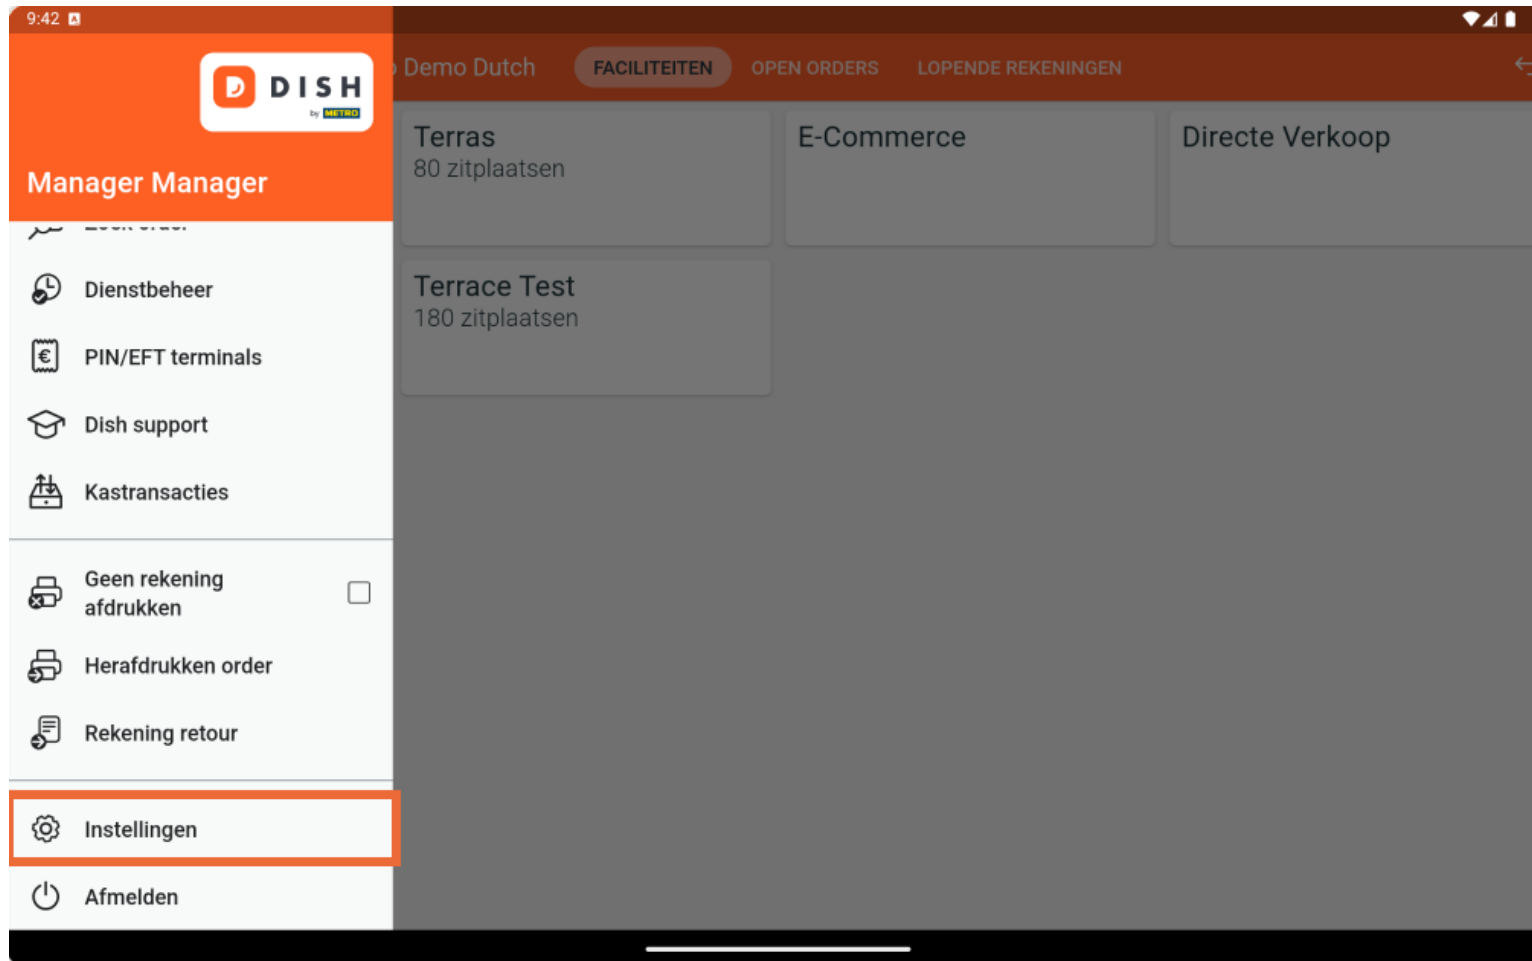 9:42
DISH
by METRO
Manager Manager
Demo Dutch
FACILITEITEN
OPEN ORDERS
LOPENDE REKENINGEN
Dienstbeheer
PIN/EFT terminals
Dish support
Kastransacties
Geen rekening
afdrukken
Herafdrukken order
Rekening retour
Instellingen
Afmelden
Terras
80 zitplaatsen
E-Commerce
Directe Verkoop
Terrace Test
180 zitplaatsen